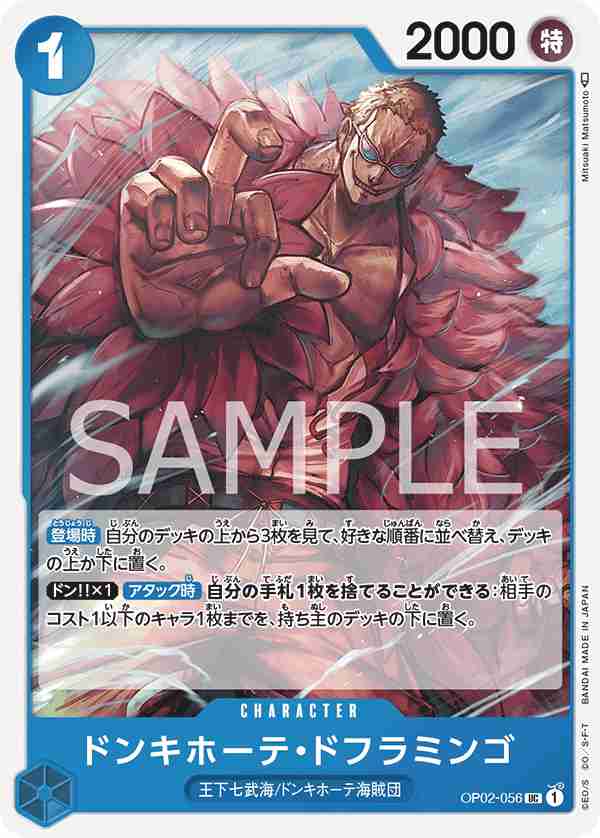 1
2000
特
Mitsuaki Matsumoto
SAMPLE
登場時 自分のデッキの上から3枚を見て、好きな順番に並べ替え、デッキ
の上か下に置く。
ドン!!×1 アタック時 自分の手札1枚を捨てることができる:相手の
コスト1以下のキャラ1枚までを、持ち主のデッキの下に置く。
CHARACTER
ドンキホーテ・ドフラミンゴ
王下七武海/ドンキホーテ海賊団
OP02-056 UC 1
©E/S ©O/S・F・T BANDAI MADE IN JAPAN